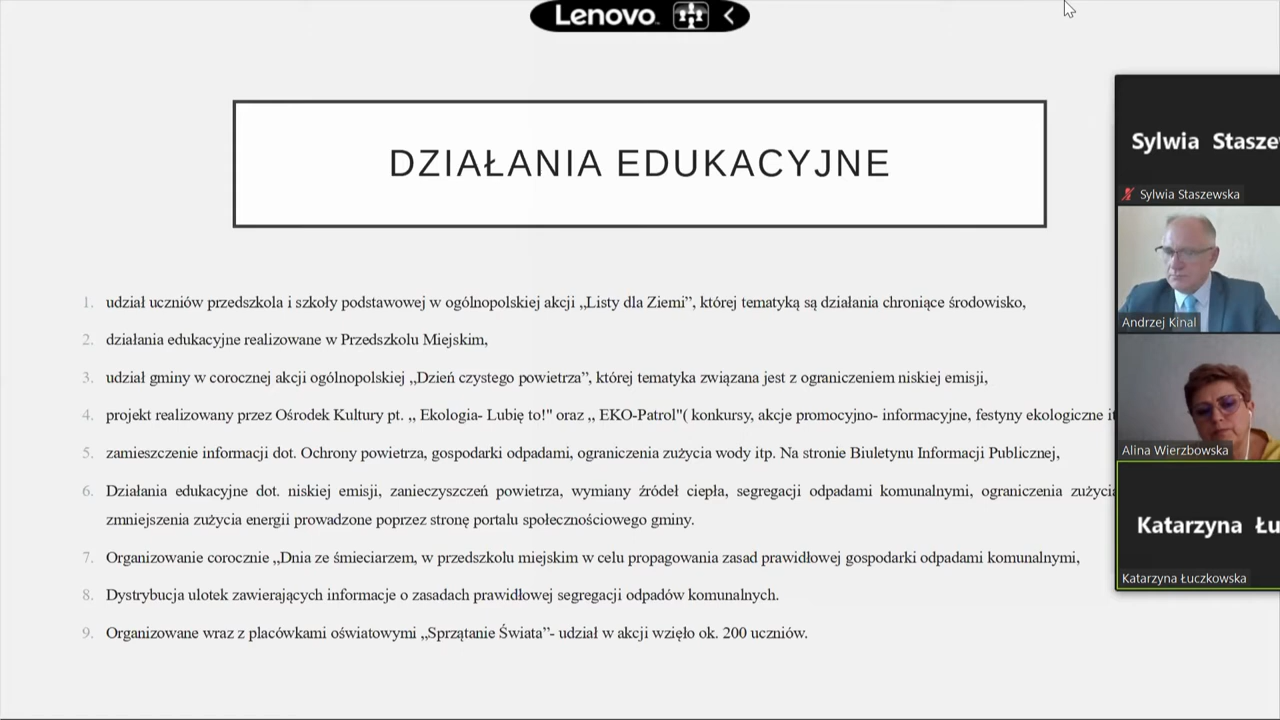 Lenovo
DZIAŁANIA EDUKACYJNE
1. udział uczniów przedszkola i szkoły podstawowej w ogólnopolskiej akcji „Listy dla Ziemi”, której tematyką są działania chroniące środowisko,
2. działania edukacyjne realizowane w Przedszkolu Miejskim,
3. udział gminy w corocznej akcji ogólnopolskiej „Dzień czystego powietrza”, której tematyka związana jest z ograniczeniem niskiej emisji,
4. projekt realizowany przez Ośrodek Kultury pt. „ Ekologia- Lubię to!" oraz „ EKO-Patrol"( konkursy, akcje promocyjno- informacyjne, festyny ekologiczne
5. zamieszczenie informacji dot. Ochrony powietrza, gospodarki odpadami, ograniczenia zużycia wody itp. Na stronie Biuletynu Informacji Publicznej,
6. Działania edukacyjne dot. niskiej emisji, zanieczyszczeń powietrza, wymiany źródeł ciepła, segregacji odpadami komunalnymi, ograniczenia zużycia
zmniejszenia zużycia energii prowadzone poprzez stronę portalu społecznościowego gminy.
7. Organizowanie corocznie „Dnia ze śmieciarzem, w przedszkolu miejskim w celu propagowania zasad prawidłowej gospodarki odpadami komunalnymi,
8. Dystrybucja ulotek zawierających informacje o zasadach prawidłowej segregacji odpadów komunalnych.
9. Organizowane wraz z placówkami oświatowymi „Sprzątanie Świata”- udział w akcji wzięło ok. 200 uczniów.
Sylwia Stasze
Sylwia Staszewska
Andrzej Kinal
Alina Wierzbowska
Katarzyna Łu
Katarzyna Łuczkowska